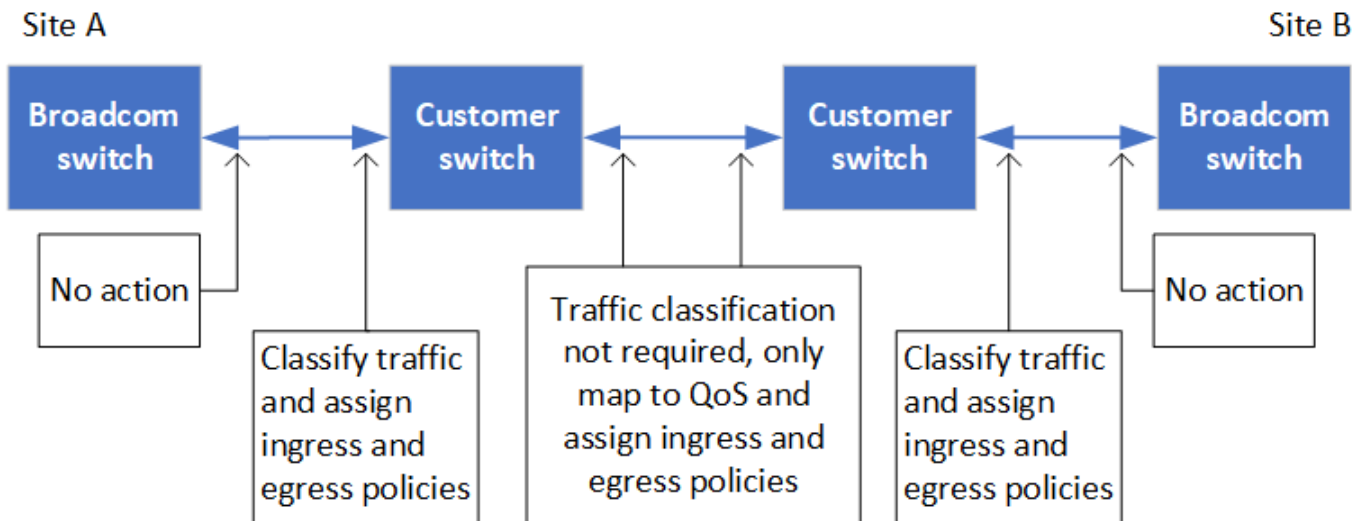 Site A
Site B
Broadcom
switch
Customer
switch
Customer
switch
Broadcom
switch
No action
Classify traffic
and assign
ingress and
egress policies
Traffic classification
not required, only
map to QoS and
assign ingress and
egress policies
Classify traffic
and assign
ingress and
egress policies
No action